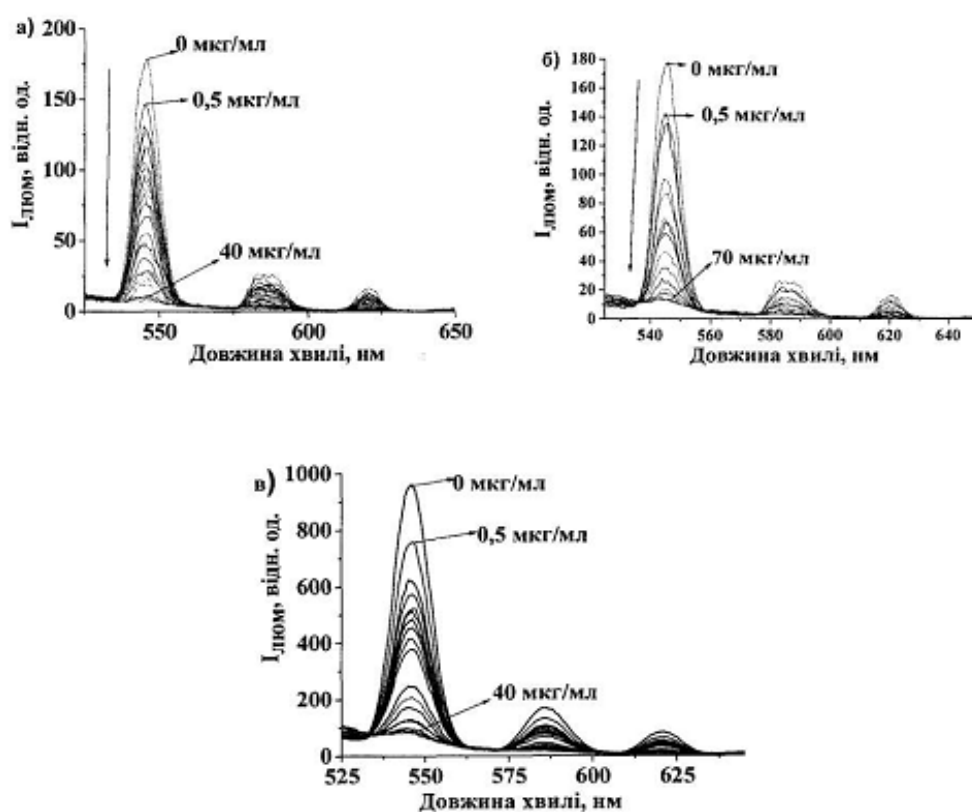 а)
200
150
100
50
0
Iлюм, відн. од.
0 мкг/мл
0,5 мкг/мл
40 мкг/мл
550
600
650
Довжина хвилі, нм
б)
180
160
140
120
100
80
60
40
20
0
Iлюм, відн. од.
0 мкг/мл
0,5 мкг/мл
70 мкг/мл
540
560
580
600
620
640
Довжина хвилі, нм
в)
1000
800
600
400
200
0
Iлюм, відн. од.
0 мкг/мл
0,5 мкг/мл
40 мкг/мл
525
550
575
600
625
Довжина хвилі, нм